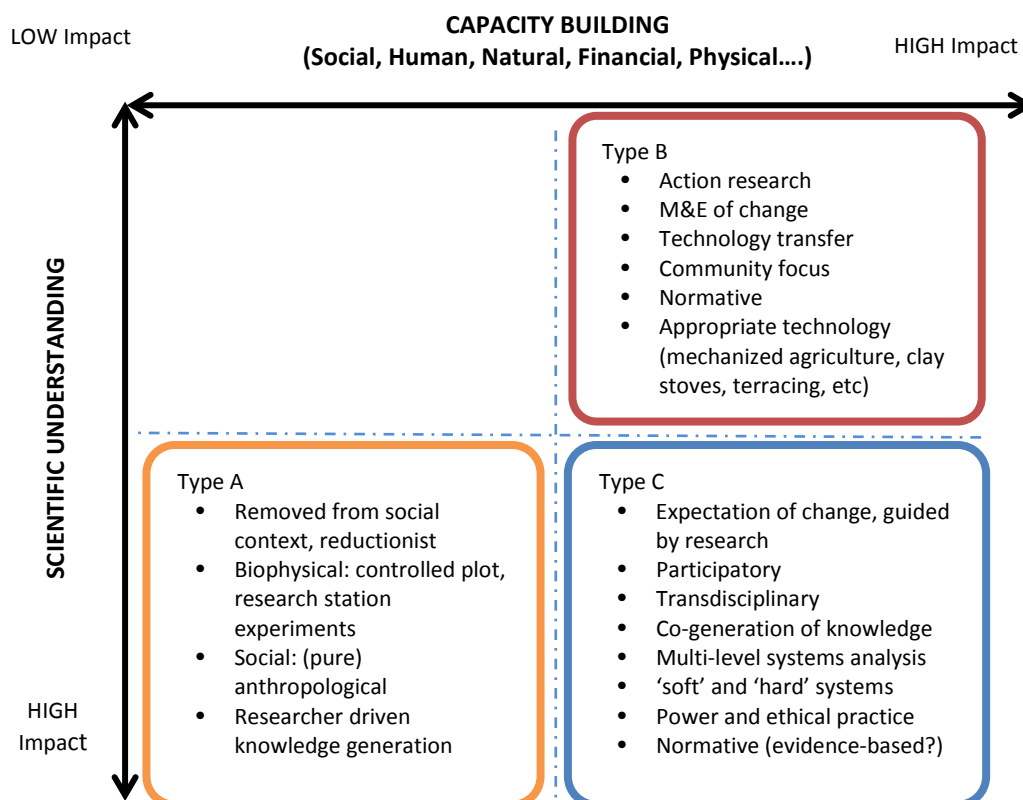 CAPACITY BUILDING
LOW Impact
(Social, Human, Natural, Financial, Physical….)
HIGH Impact
SCIENTIFIC UNDERSTANDING
Type B
• Action research
• M&E of change
• Technology transfer
• Community focus
• Normative
• Appropriate technology
(mechanized agriculture, clay
stoves, terracing, etc)
Type A
• Removed from social
context, reductionist
• Biophysical: controlled plot,
research station
experiments
• Social: (pure)
anthropological
• Researcher driven
knowledge generation
Type C
• Expectation of change, guided
by research
• Participatory
• Transdisciplinary
• Co-generation of knowledge
• Multi-level systems analysis
• ‘soft’ and ‘hard’ systems
• Power and ethical practice
• Normative (evidence-based?)
HIGH
Impact